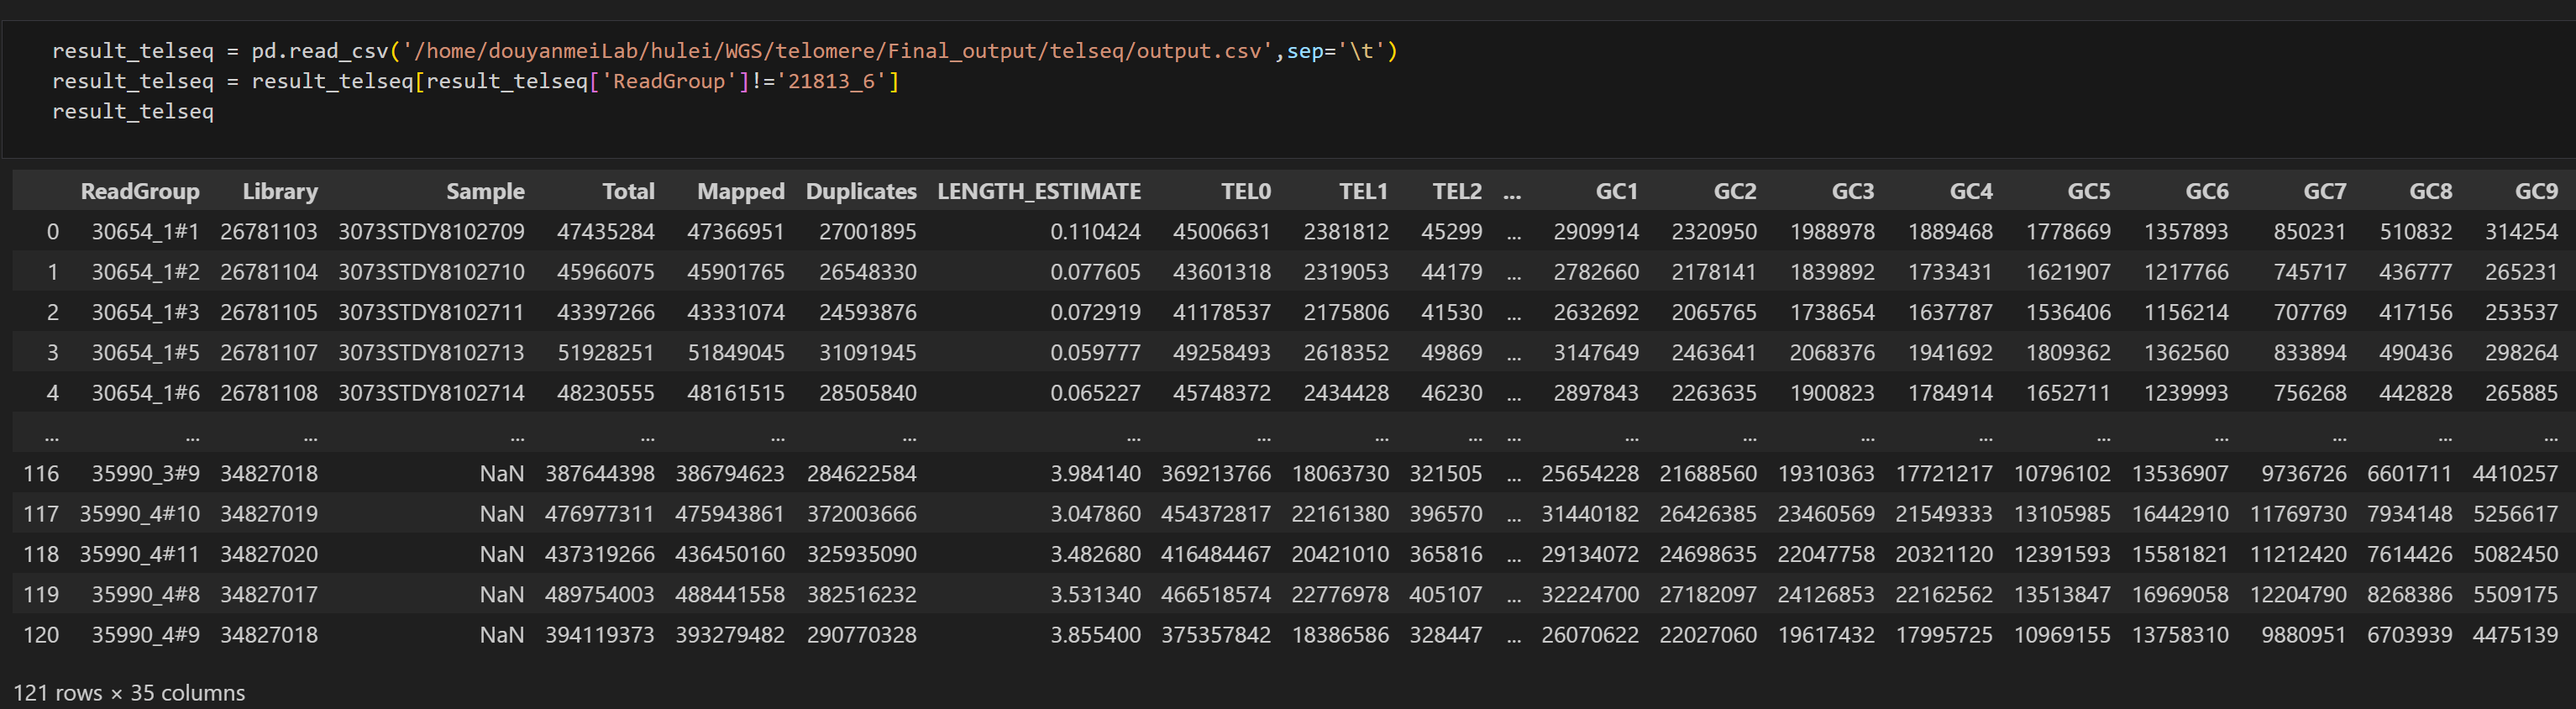 result_telseq = pd.read_csv('/home/douyanmeiLab/hulei/WGS/telomere/Final_output/telseq/output.csv',sep='\t')
result_telseq = result_telseq[result_telseq['ReadGroup']!='21813_6']
result_telseq
ReadGroup Library Sample Total Mapped Duplicates LENGTH_ESTIMATE TEL0 TEL1 TEL2 ... GC1 GC2 GC3 GC4 GC5 GC6 GC7 GC8 GC9
0 30654_1#1 26781103 3073STDY8102709 47435284 47366951 27001895 0.110424 45006631 2381812 45299 ... 2909914 2320950 1988978 1889468 1778669 1357893 850231 510832 314254
1 30654_1#2 26781104 3073STDY8102710 45966075 45901765 26548330 0.077605 43601318 2319053 44179 ... 2782660 2178141 1839892 1733431 1621907 1217766 745717 436777 265231
2 30654_1#3 26781105 3073STDY8102711 43397266 43331074 24593876 0.072919 41178537 2175806 41530 ... 2632692 2065765 1738654 1637787 1536406 1156214 707769 417156 253537
3 30654_1#5 26781107 3073STDY8102713 51928251 51849045 31091945 0.059777 49258493 2618352 49869 ... 3147649 2463641 2068376 1941692 1809362 1362560 833894 490436 298264
4 30654_1#6 26781108 3073STDY8102714 48230555 48161515 28505840 0.065227 45748372 2434428 46230 ... 2897843 2263635 1900823 1784914 1652711 1239993 756268 442828 265885
... ... ... ... ... ... ... ... ... ... ... ... ... ... ... ... ... ... ... ... ...
116 35990_3#9 34827018 NaN 387644398 386794623 284622584 3.984140 369213766 18063730 321505 ... 25654228 21688560 19310363 17721217 10796102 13536907 9736726 6601711 4410257
117 35990_4#10 34827019 NaN 476977311 475943861 372003666 3.047860 454372817 22161380 396570 ... 31440182 26426385 23460569 21549333 13105985 16442910 11769730 7934148 5256617
118 35990_4#11 34827020 NaN 437319266 436450160 325935090 3.482680 416484467 20421010 365816 ... 29134072 24698635 22047758 20321120 12391593 15581821 11212420 7614426 5082450
119 35990_4#8 34827017 NaN 489754003 488441558 382516232 3.531340 466518574 22776978 405107 ... 32224700 27182097 24126853 22162562 13513847 16969058 12204790 8268386 5509175
120 35990_4#9 34827018 NaN 394119373 393279482 290770328 3.855400 375357842 18386586 328447 ... 26070622 22027060 19617432 17995725 10969155 13758310 9880951 6703939 4475139
121 rows × 35 columns